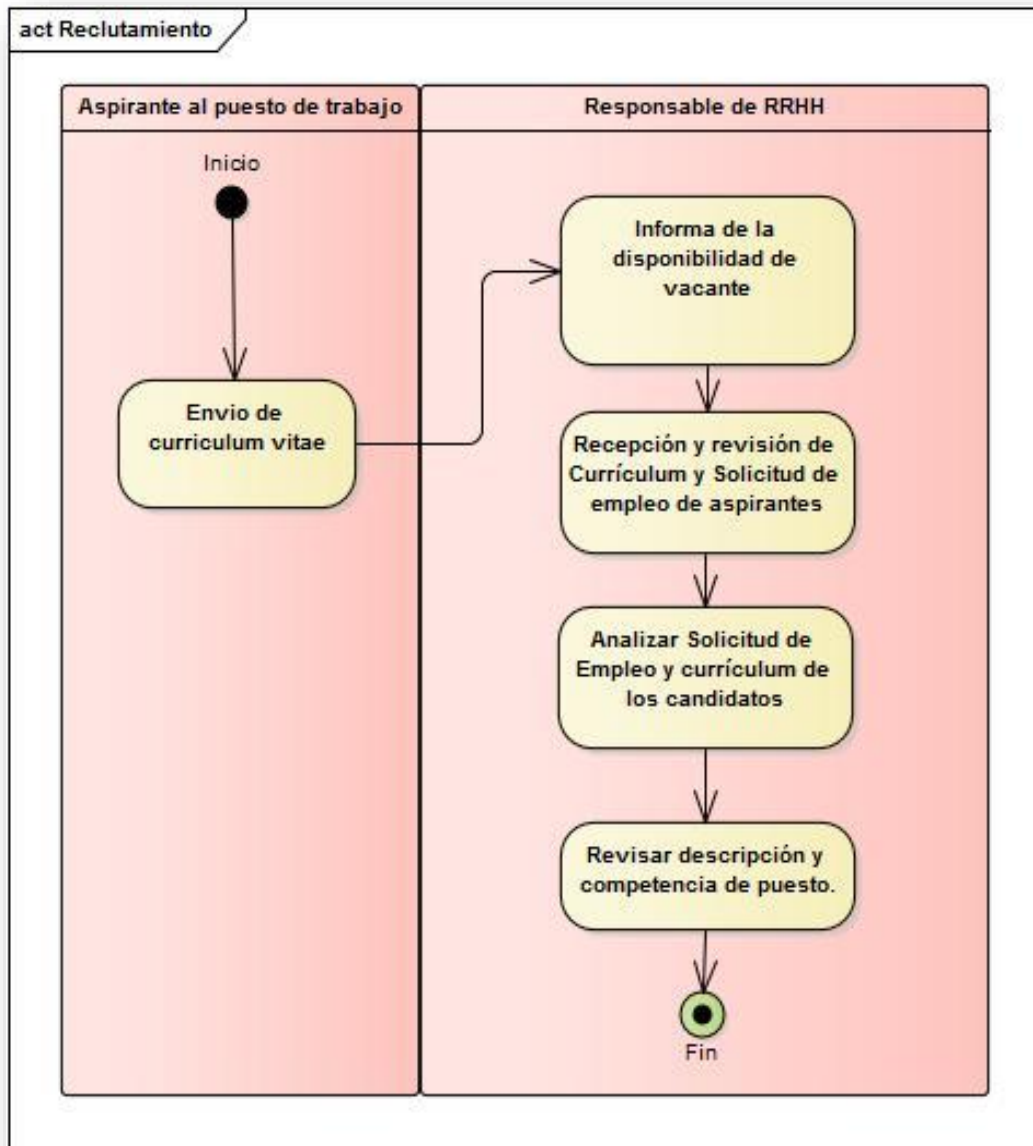 act Reclutamiento
Aspirante al puesto de trabajo
Responsable de RRHH
Inicio
Informa de la
disponibilidad de
vacante
Envio de
curriculum vitae
Recepción y revisión de
Currículum y Solicitud de
empleo de aspirantes
Analizar Solicitud de
Empleo y currículum de
los candidatos
Revisar descripción y
competencia de puesto.
Fin